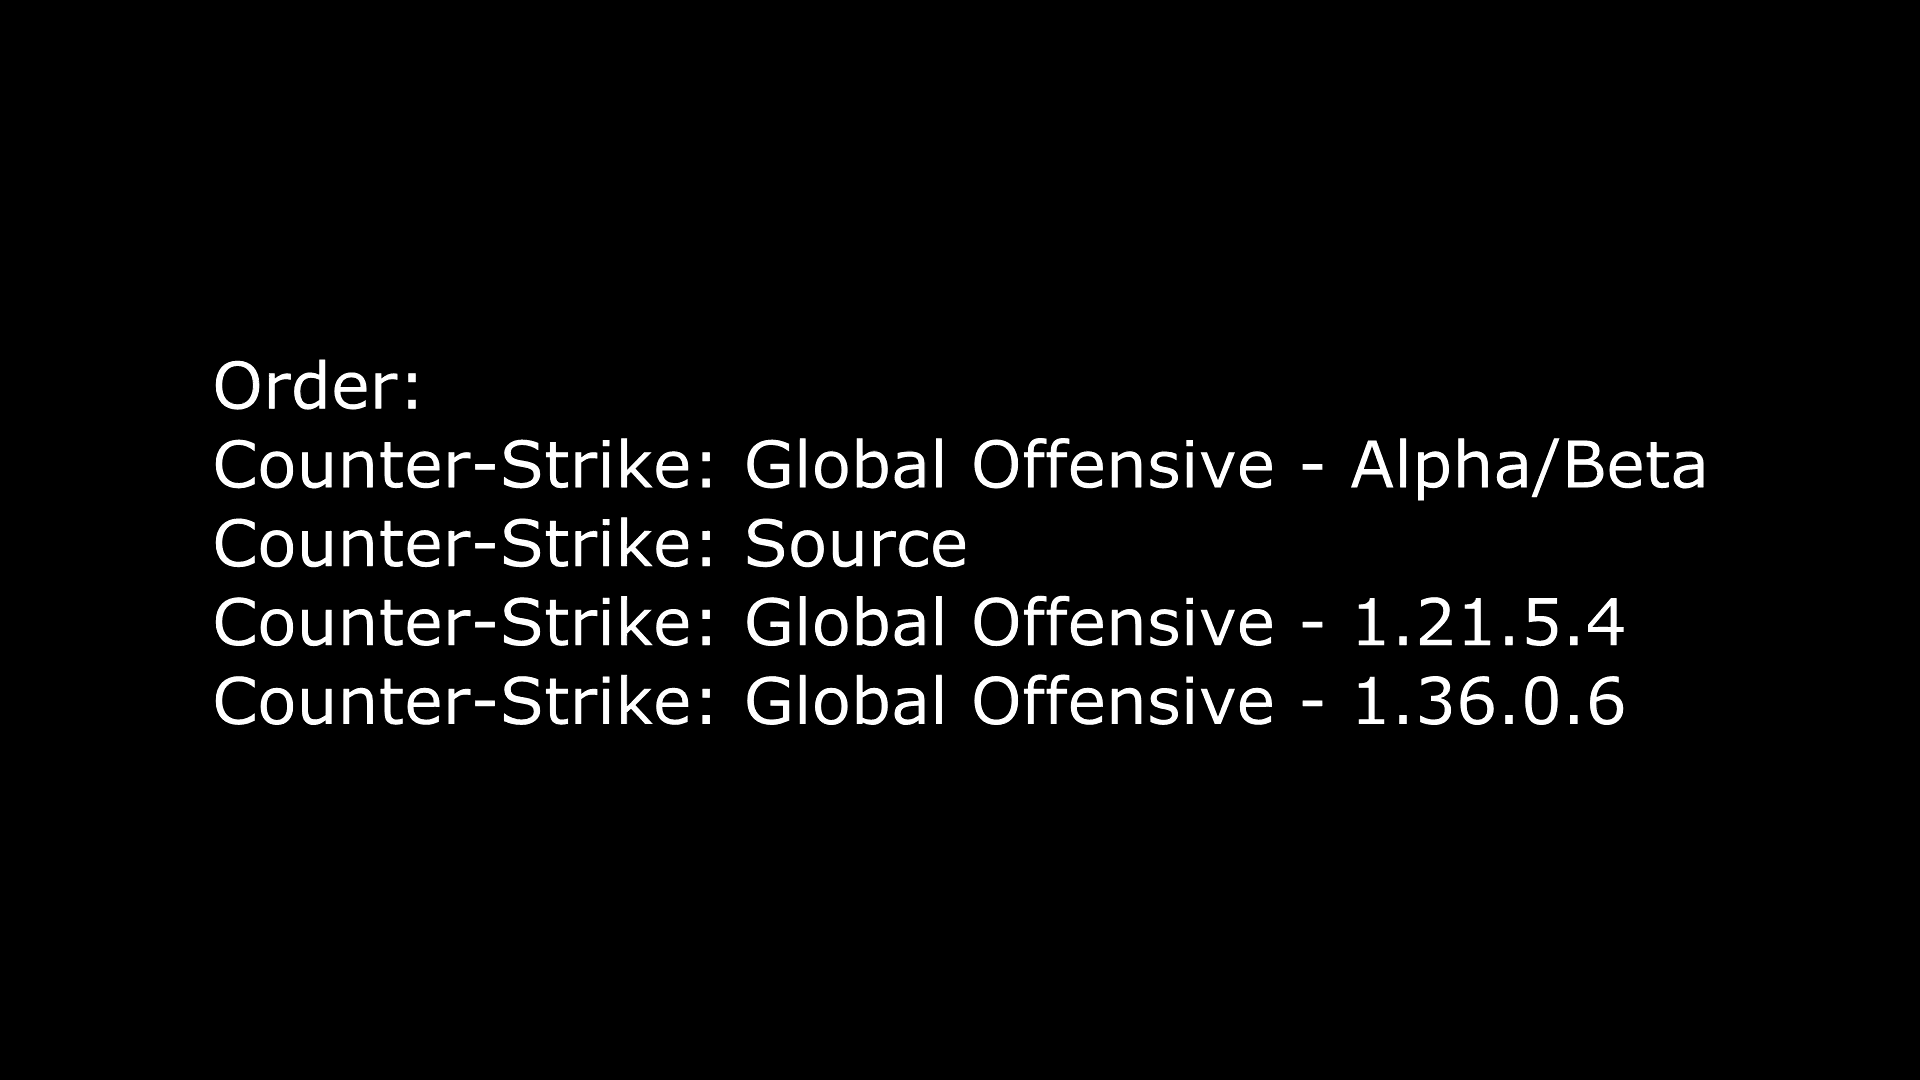 Order:
Counter-Strike: Global Offensive - Alpha/Beta
Counter-Strike: Source
Counter-Strike: Global Offensive - 1.21.5.4
Counter-Strike: Global Offensive - 1.36.0.6